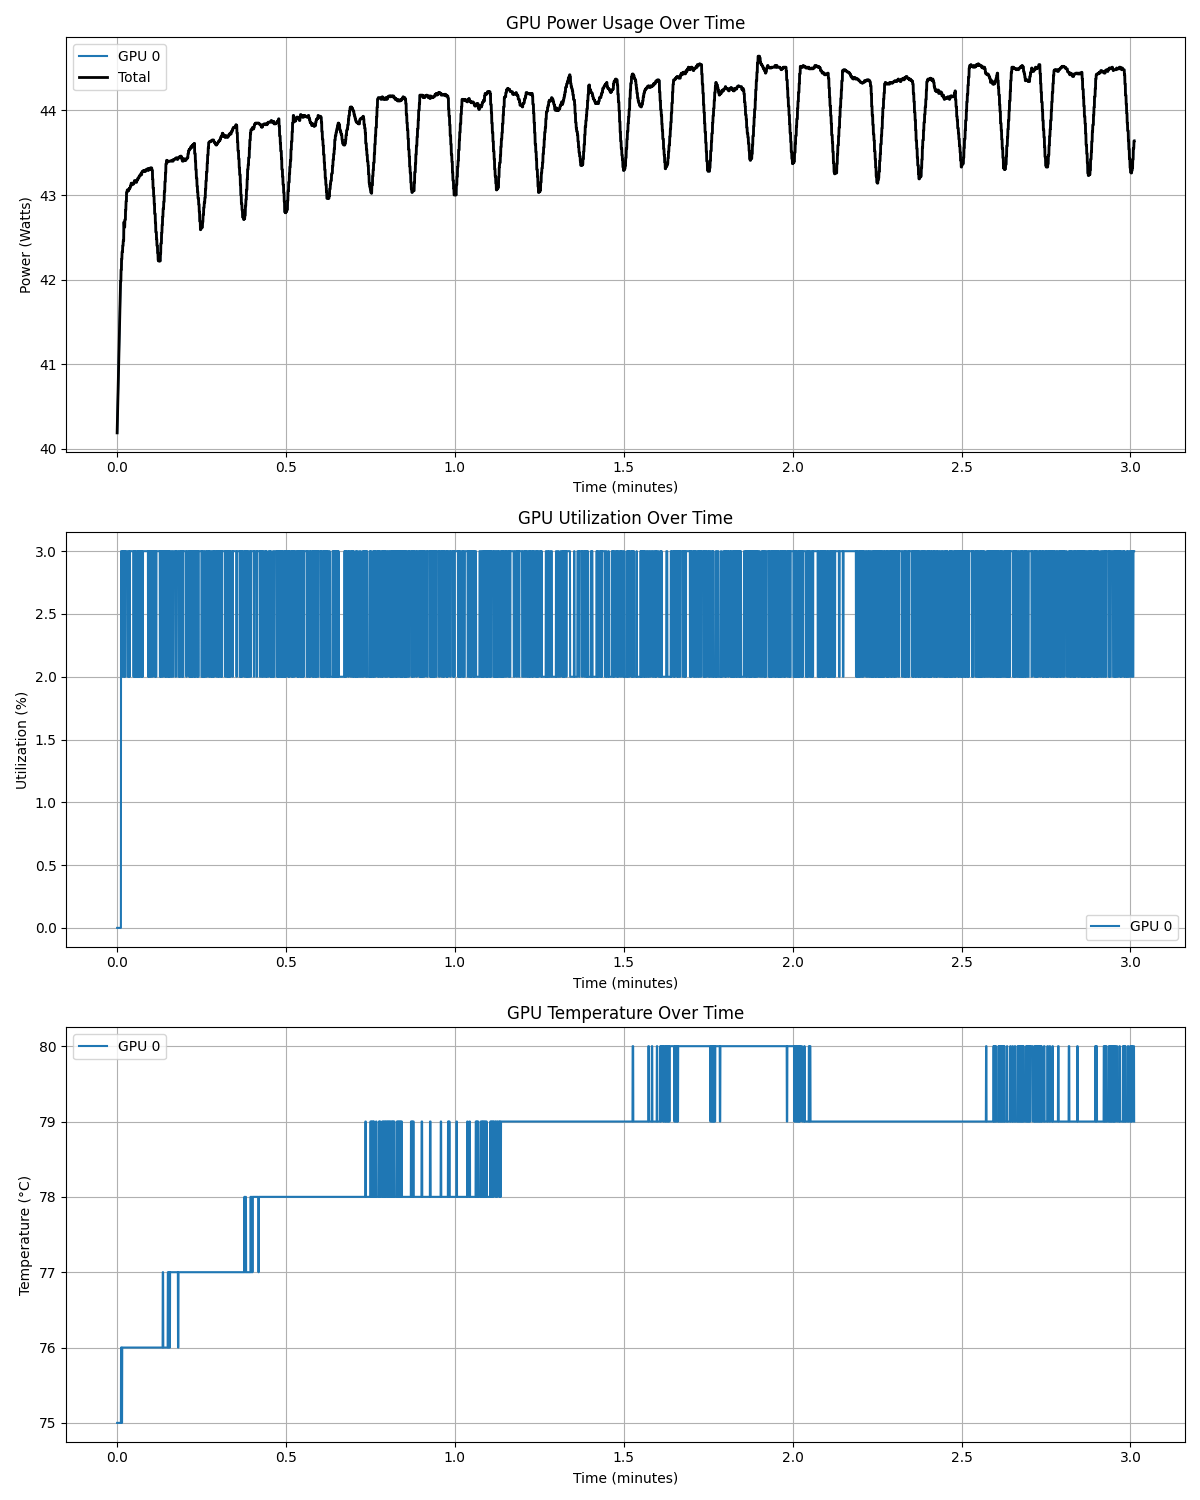 GPU Power Usage Over Time
GPU 0
Total
Power (Watts)
44
43
42
41
40
0.0 0.5 1.0 1.5 2.0 2.5 3.0
Time (minutes)
GPU Utilization Over Time
Utilization (%)
3.0
2.5
2.0
1.5
1.0
0.5
0.0
GPU 0
0.0 0.5 1.0 1.5 2.0 2.5 3.0
Time (minutes)
GPU Temperature Over Time
GPU 0
Temperature (°C)
80
79
78
77
76
75
0.0 0.5 1.0 1.5 2.0 2.5 3.0
Time (minutes)